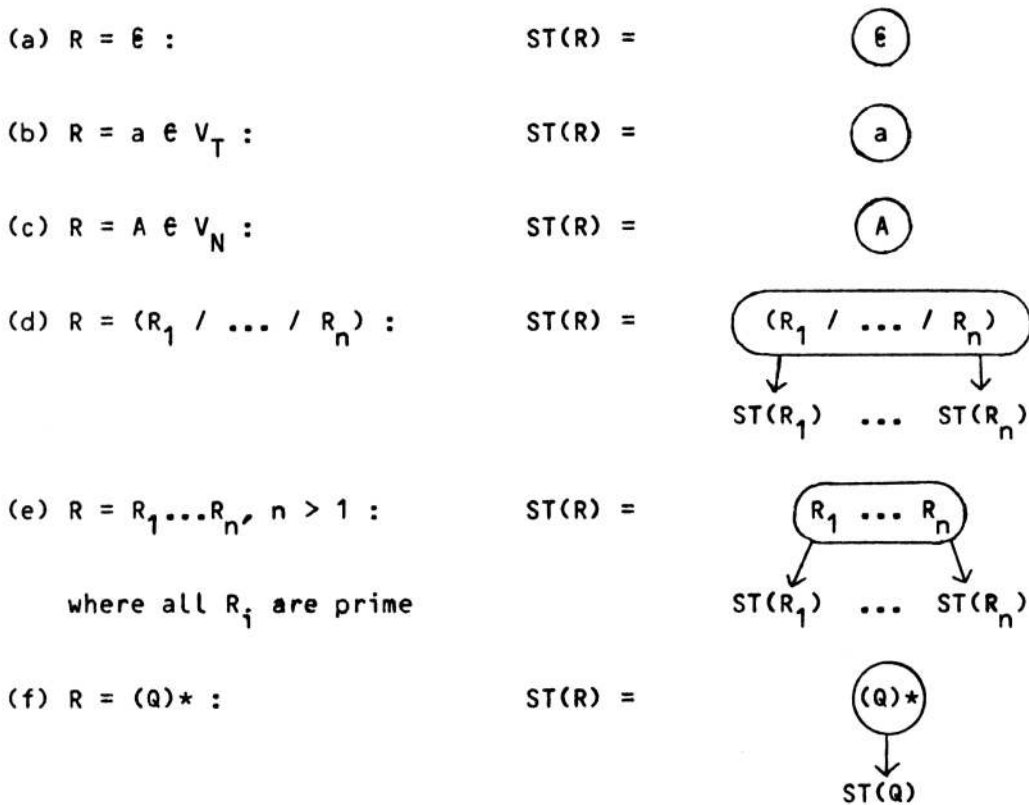 (a) R = ϵ : ST(R) = ϵ
(b) R = a ϵ V_T : ST(R) = a
(c) R = A ϵ V_N : ST(R) = A
(d) R = (R_1 / ... / R_n) : ST(R) = (R_1 / ... / R_n)
ST(R_1) ... ST(R_n)
(e) R = R_1...R_n, n > 1 : ST(R) = R_1 ... R_n
where all R_i are prime ST(R_1) ... ST(R_n)
(f) R = (Q)* : ST(R) = (Q)*
ST(Q)